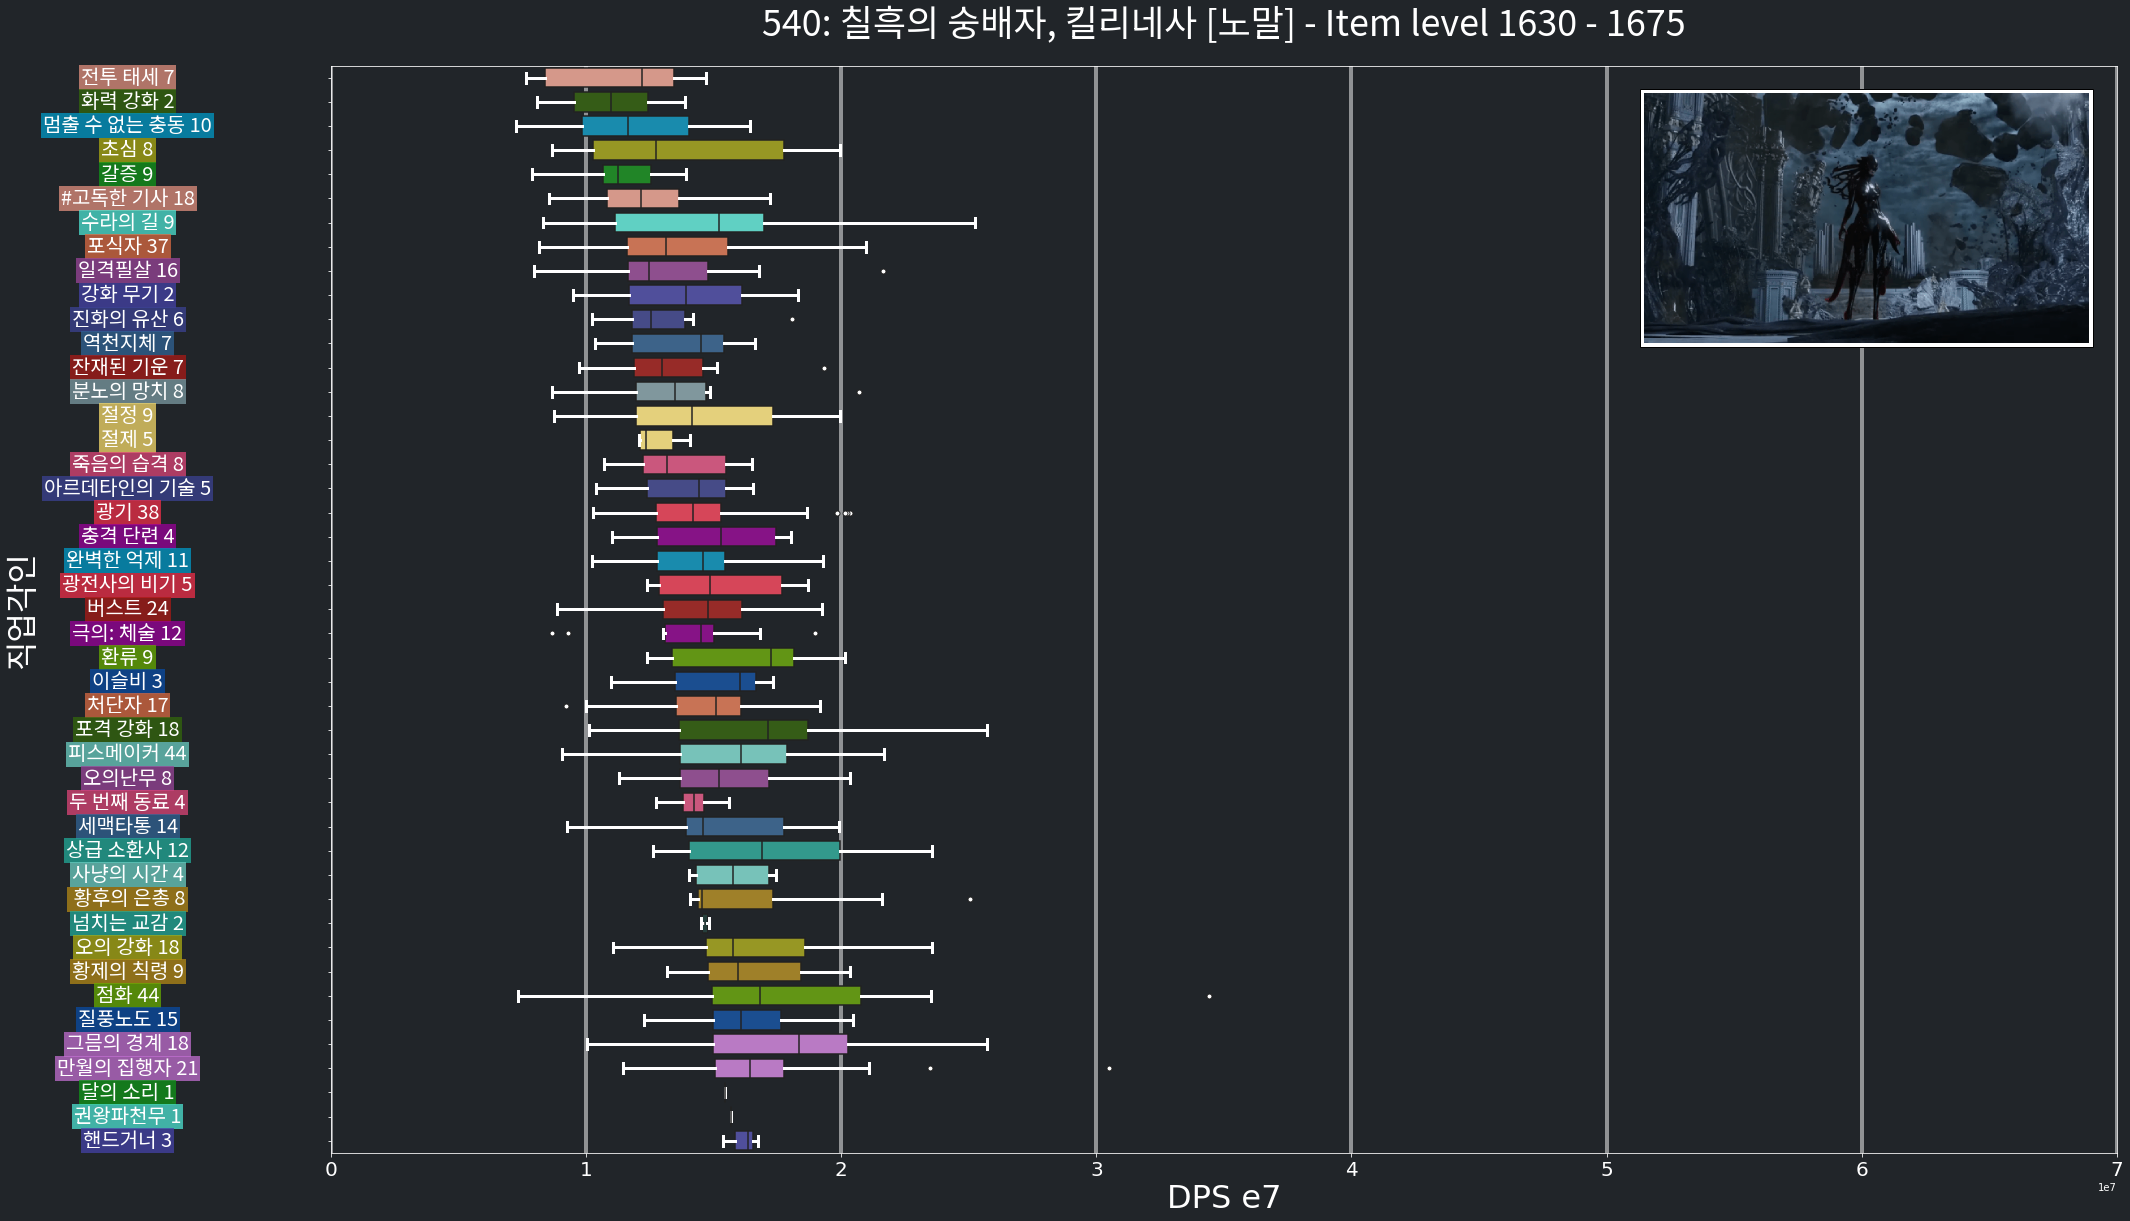 540: 칠흑의 숭배자, 킬리네사 [노말] - Item level 1630 - 1675
전투 태세 7
화력 강화 2
멈출 수 없는 충동 10
초심 8
갈증 9
#고독한 기사 18
수라의 길 9
포식자 37
일격필살 16
강화 무기 2
진화의 유산 6
역천지체 7
잔재된 기운 7
분노의 망치 8
절정 9
절제 5
죽음의 습격 8
아르데타인의 기술 5
광기 38
충격 단련 4
완벽한 억제 11
광전사의 비기 5
버스트 24
극의: 체술 12
환류 9
이슬비 3
처단자 17
포격 강화 18
피스메이커 44
오의난무 8
두 번째 동료 4
세맥타통 14
상급 소환사 12
사냥의 시간 4
황후의 은총 8
넘치는 교감 2
오의 강화 18
황제의 칙령 9
점화 44
질풍노도 15
그믐의 경계 18
만월의 집행자 21
달의 소리 1
권왕파천무 1
핸드거너 3
직업각인
0 1 2 3 4 5 6 7
1e7
DPS e7